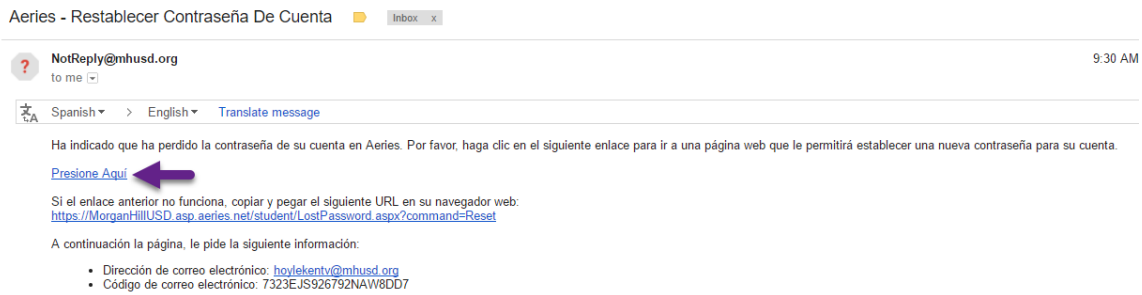 Aeries - Restablecer Contraseña De Cuenta Inbox x
NotReply@mhusd.org 9:30 AM
to me
Spanish > English Translate message
Ha indicado que ha perdido la contraseña de su cuenta en Aeries. Por favor, haga clic en el siguiente enlace para ir a una página web que le permitirá establecer una nueva contraseña para su cuenta.
Presione Aquí
Si el enlace anterior no funciona, copiar y pegar el siguiente URL en su navegador web:
https://MorganHillUSD.asp.aeries.net/student/LostPassword.aspx?command=Reset
A continuación la página, le pide la siguiente información:
• Dirección de correo electrónico: hoylekentv@mhusd.org
• Código de correo electrónico: 7323EJS926792NAW8DD7